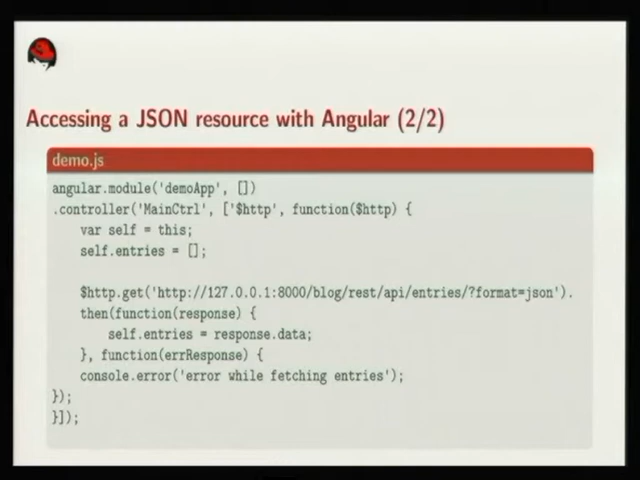 Accessing a JSON resource with Angular (2/2)
demo.js
angular.module('demoApp', [])
.controller('MainCtrl', ['$http', function($http) {
var self = this;
self.entries = [];
$http.get('http://127.0.0.1:8000/blog/rest/api/entries/?format=json').
then(function(response) {
self.entries = response.data;
}, function(errResponse) {
console.error('error while fetching entries');
});
}]);